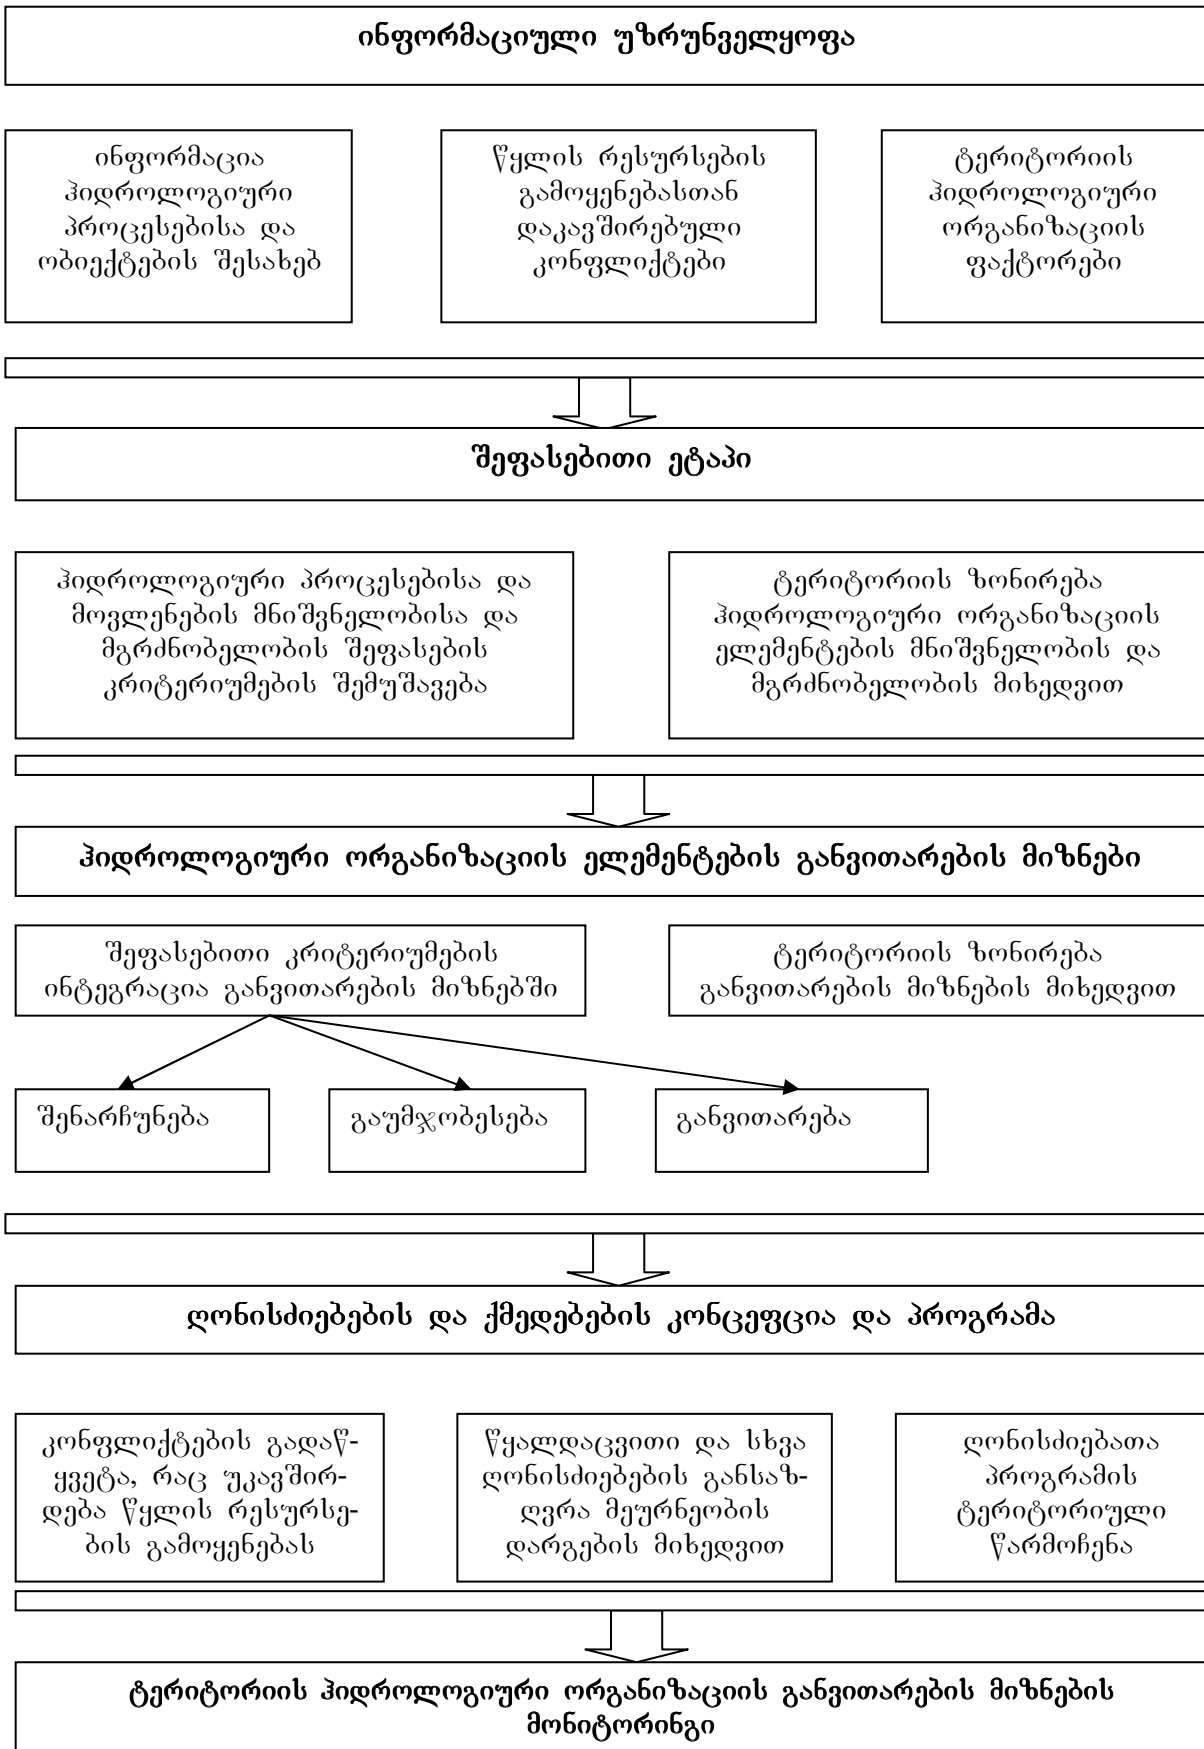 ინფორმაციული უზრუნველყოფა
ინფორმაცია
ჰიდროლოგიური
პროცესებისა და
ობიექტების შესახებ
წყლის რესურსების
გამოყენებასთან
დაკავშირებული
კონფლიქტები
ტერიტორიის
ჰიდროლოგიური
ორგანიზაციის
ფაქტორები
შეფასებითი ეტაპი
ჰიდროლოგიური პროცესებისა და
მოვლენების მნიშვნელობისა და
მგრძნობელობის შეფასების
კრიტერიუმების შემუშავება
ტერიტორიის ზონირება
ჰიდროლოგიური ორგანიზაციის
ელემენტების მნიშვნელობის და
მგრძნობელობის მიხედვით
ჰიდროლოგიური ორგანიზაციის ელემენტების განვითარების მიზნები
შეფასებითი კრიტერიუმების
ინტეგრაცია განვითარების მიზნებში
ტერიტორიის ზონირება
განვითარების მიზნების მიხედვით
შენარჩუნება
გაუმჯობესება
განვითარება
ღონისძიებების და ქმედებების კონცეფცია და პროგრამა
კონფლიქტების გადაწ-
ყვეტა, რაც უკავშირ-
დება წყლის რესურსე-
ბის გამოყენებას
წყალდაცვითი და სხვა
ღონისძიებების განსაზ-
ღვრა მეურნეობის
დარგების მიხედვით
ღონისძიებათა
პროგრამის
ტერიტორიული
წარმოჩენა
ტერიტორიის ჰიდროლოგიური ორგანიზაციის განვითარების მიზნების
მონიტორინგი